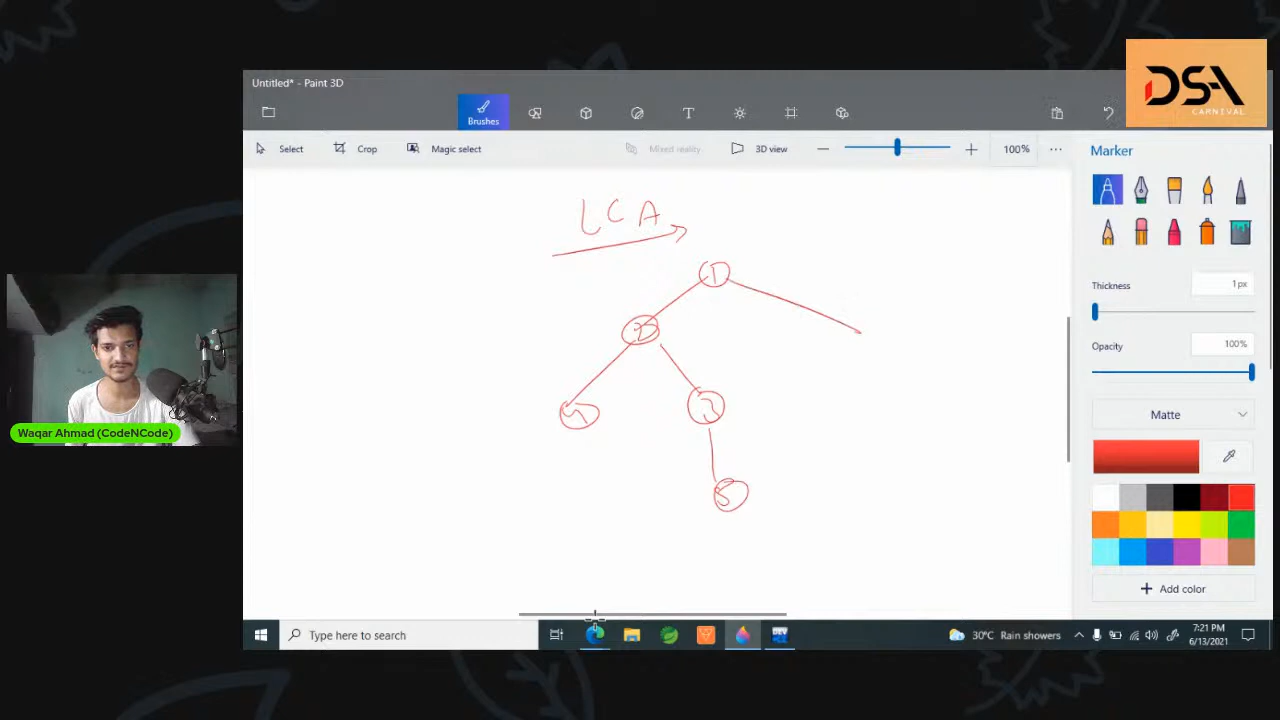 DSA
CARNIVAL
Untitled* - Paint 3D
Brushes
Select
Crop
Magic select
Mixed reality
3D view
100%
Marker
LCA
1
2
4
3
5
Thickness
1px
Opacity
100%
Matte
Add color
Waqar Ahmad (CodeNCode)
Type here to search
30°C Rain showers
7:21 PM
6/13/2021